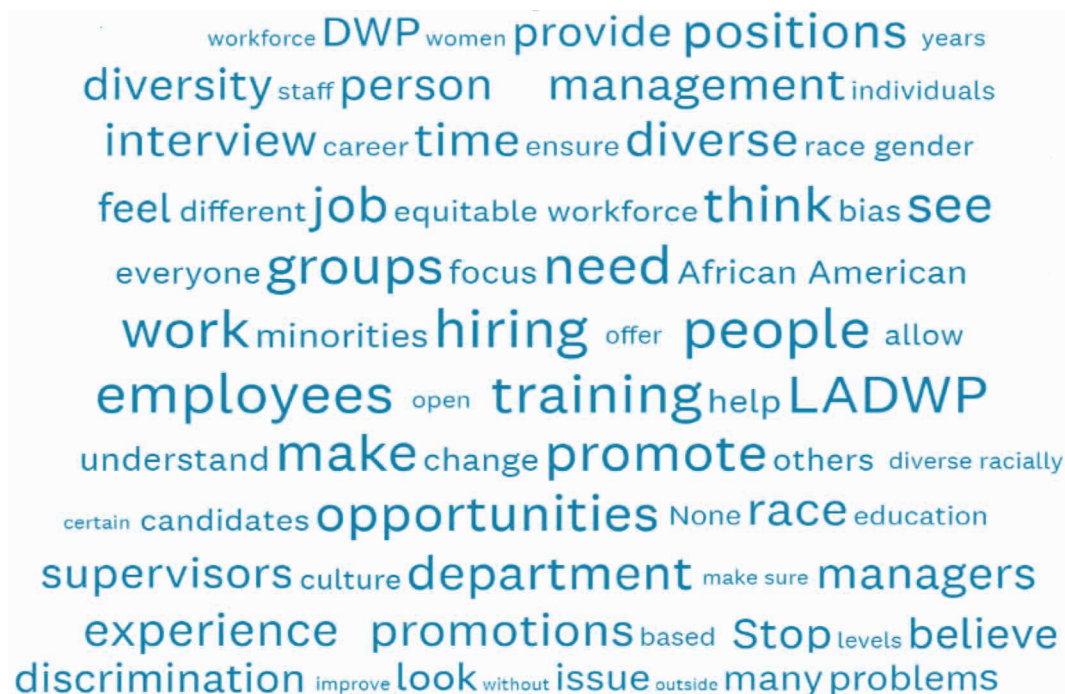 workforce DWP women provide positions years
diversity staff person management individuals
interview career time ensure diverse race gender
feel different job equitable workforce think bias see
everyone groups focus need African American
work minorities hiring offer people allow
employees open training help LADWP
understand make change promote others diverse racially
certain candidates opportunities None race education
supervisors culture department make sure managers
experience promotions based Stop levels believe
discrimination improve look without issue outside many problems